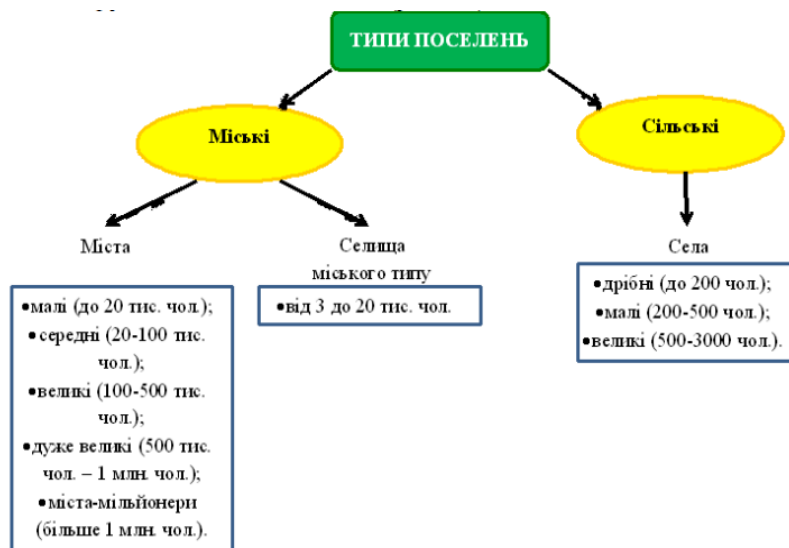 ТИПИ ПОСЕЛЕНЬ
Міські
Сільські
Міста
•малі (до 20 тис. чол.);
•середні (20-100 тис.
чол.);
•великі (100-500 тис.
чол.);
•дуже великі (500 тис.
чол. – 1 млн. чол.);
•міста-мільйонери
(більше 1 млн. чол.).
Селища
міського типу
•від 3 до 20 тис. чол.
Села
•дрібні (до 200 чол.);
•малі (200-500 чол.);
•великі (500-3000 чол.).